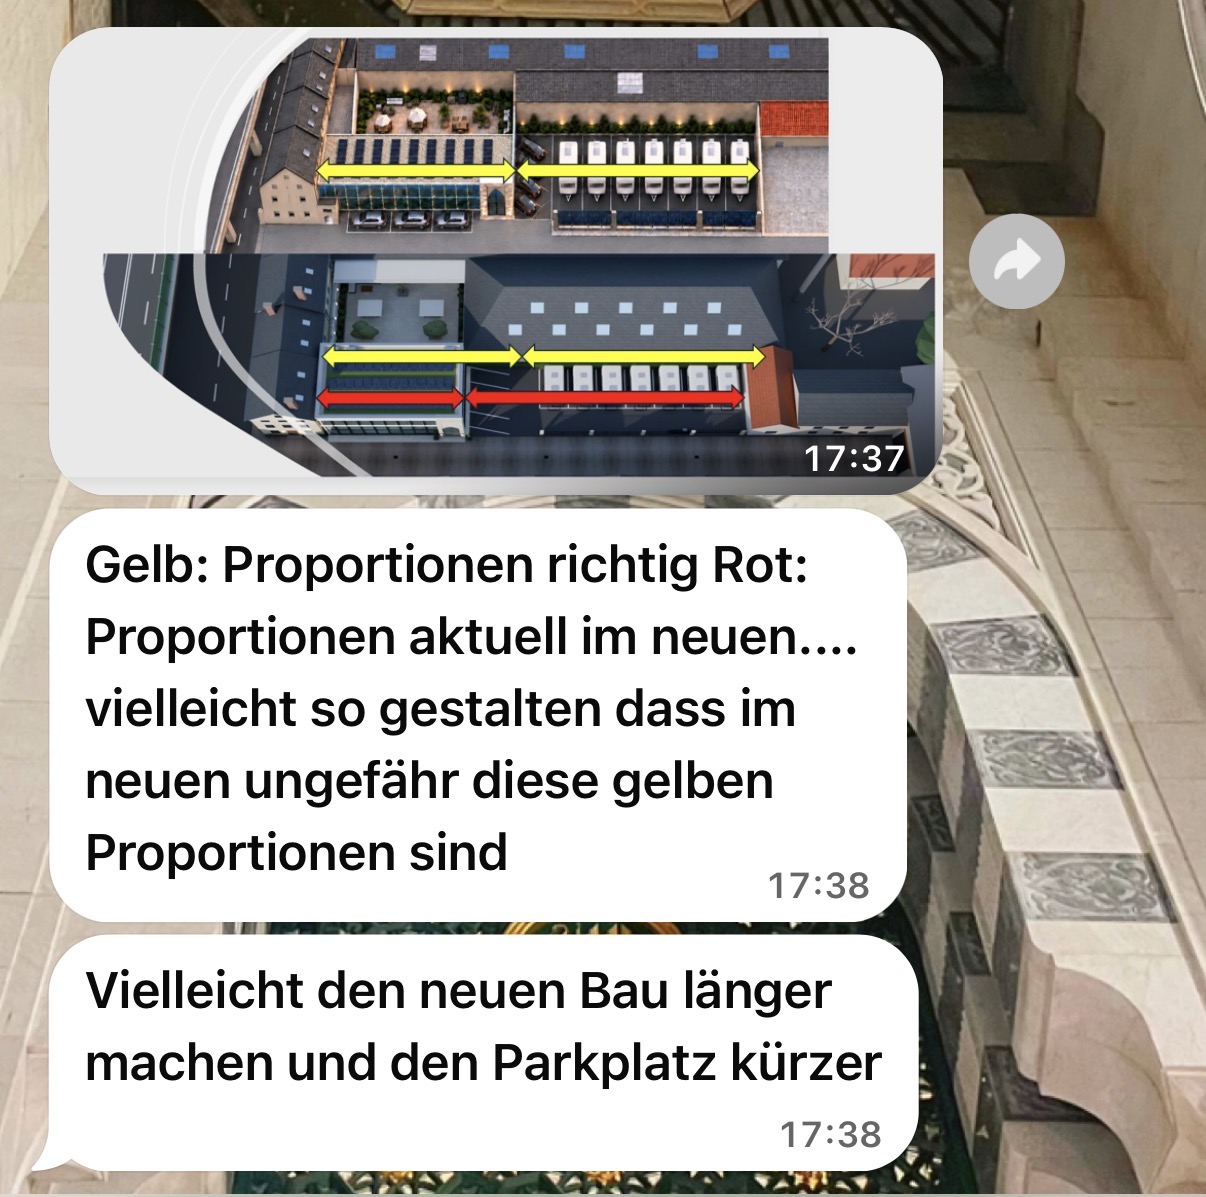 17:37
Gelb: Proportionen richtig Rot:
Proportionen aktuell im neuen....
vielleicht so gestalten dass im
neuen ungefähr diese gelben
Proportionen sind
17:38
Vielleicht den neuen Bau länger
machen und den Parkplatz kürzer
17:38